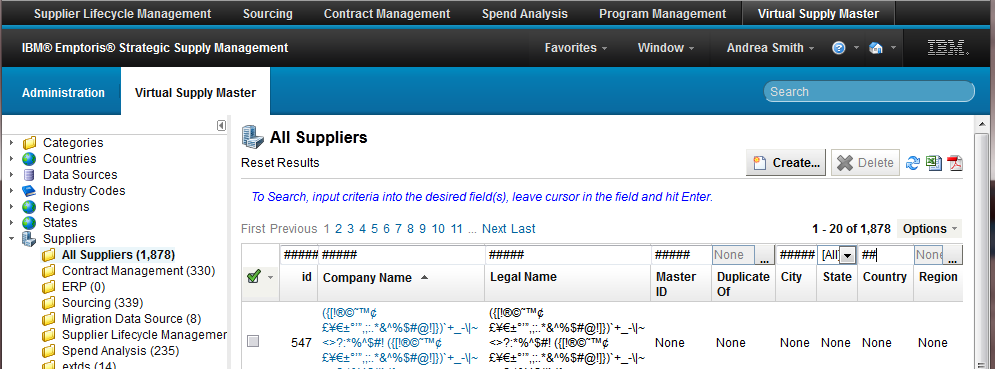 Supplier Lifecycle Management Sourcing Contract Management Spend Analysis Program Management Virtual Supply Master
IBM® Emptoris® Strategic Supply Management Favorites Window Andrea Smith IBM.
Administration Virtual Supply Master Search
Categories
Countries
Data Sources
Industry Codes
Regions
States
Suppliers
All Suppliers (1,878)
Contract Management (330)
ERP (0)
Sourcing (339)
Migration Data Source (8)
Supplier Lifecycle Managemer
Spend Analysis (235)
extds (14)
All Suppliers
Reset Results Create... Delete
To Search, input criteria into the desired field(s), leave cursor in the field and hit Enter.
First Previous 1 2 3 4 5 6 7 8 9 10 11 ... Next Last 1 - 20 of 1,878 Options
##### ##### ##### ##### None ... ##### [All] ## None ...
id Company Name Legal Name Master ID Duplicate Of City State Country Region
547 None None None None None None
({[!®©˜™¢ ({[!®©˜™¢
£¥€±°'",;:.*&^%$#@!]})`+_-\|~ £¥€±°'",;:.*&^%$#@!]})`+_-\|~
<>?:*%^$#! ({[!®©˜™¢ <>?:*%^$#! ({[!®©˜™¢
£¥€±°'",;:.*&^%$#@!]})`+_-\|~ £¥€±°'",;:.*&^%$#@!]})`+_-\|~